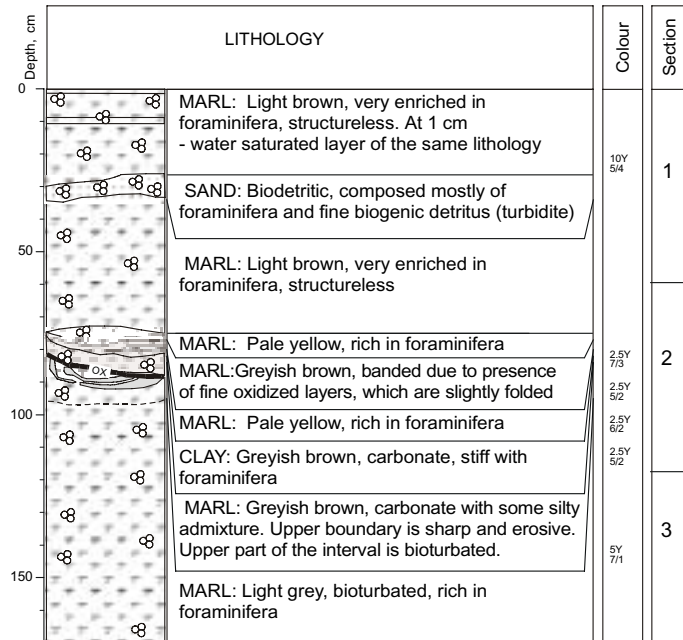 Depth, cm
LITHOLOGY
Colour
Section
0
50
100
150
MARL: Light brown, very enriched in
foraminifera, structureless. At 1 cm
- water saturated layer of the same lithology
SAND: Biodetritic, composed mostly of
foraminifera and fine biogenic detritus (turbidite)
MARL: Light brown, very enriched in
foraminifera, structureless
MARL: Pale yellow, rich in foraminifera
MARL:Greyish brown, banded due to presence
of fine oxidized layers, which are slightly folded
MARL: Pale yellow, rich in foraminifera
CLAY: Greyish brown, carbonate, stiff with
foraminifera
MARL: Greyish brown, carbonate with some silty
admixture. Upper boundary is sharp and erosive.
Upper part of the interval is bioturbated.
MARL: Light grey, bioturbated, rich in
foraminifera
ox
10Y
5/4
2.5Y
7/3
2.5Y
5/2
2.5Y
6/2
2.5Y
5/2
5Y
7/1
1
2
3